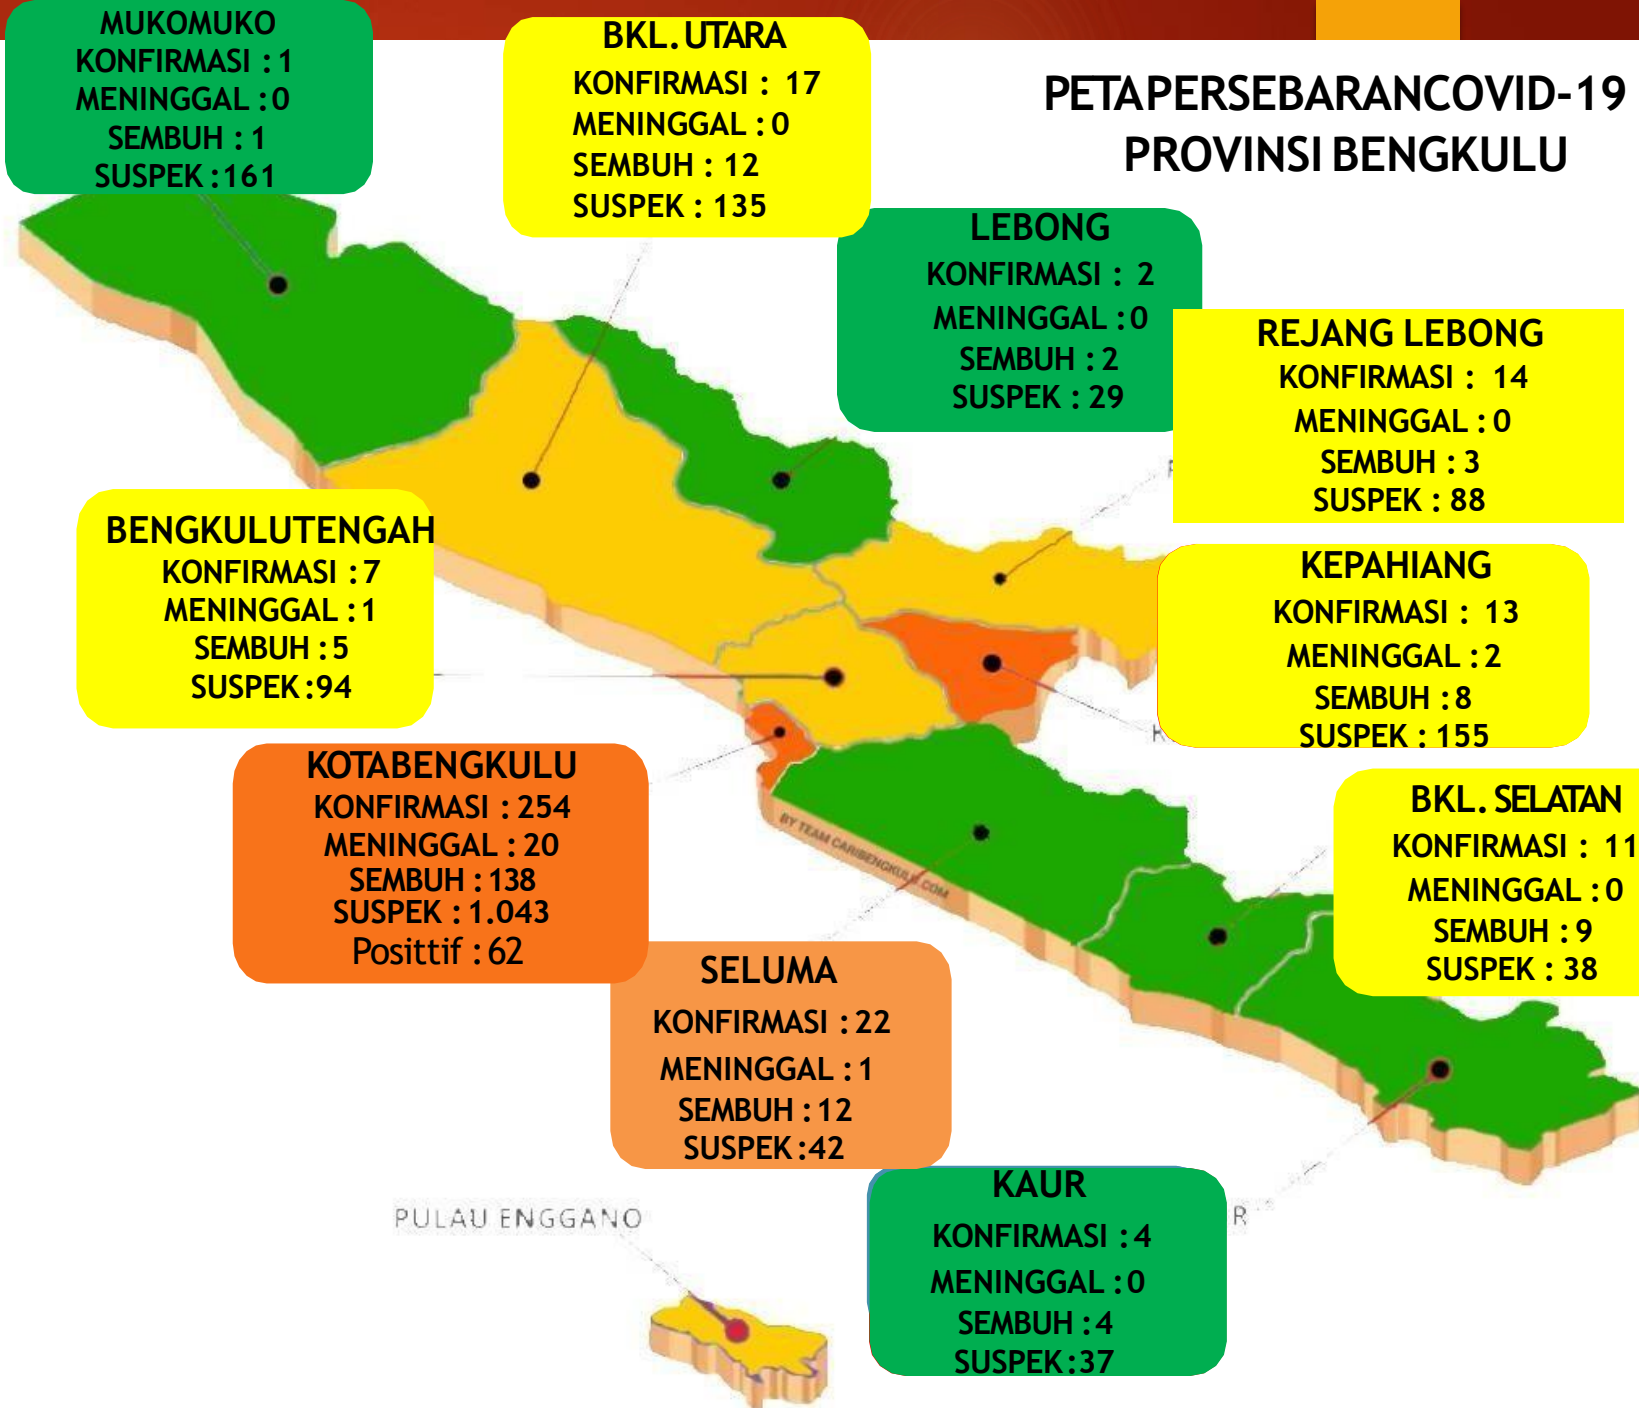 MUKOMUKO
KONFIRMASI : 1
MENINGGAL : 0
SEMBUH : 1
SUSPEK : 161
BKL. UTARA
KONFIRMASI : 17
MENINGGAL : 0
SEMBUH : 12
SUSPEK : 135
PETAPERSEBARANCOVID-19
PROVINSI BENGKULU
LEBONG
KONFIRMASI : 2
MENINGGAL : 0
SEMBUH : 2
SUSPEK : 29
REJANG LEBONG
KONFIRMASI : 14
MENINGGAL : 0
SEMBUH : 3
SUSPEK : 88
BENGKULUTENGAH
KONFIRMASI : 7
MENINGGAL : 1
SEMBUH : 5
SUSPEK : 94
KEPAHIANG
KONFIRMASI : 13
MENINGGAL : 2
SEMBUH : 8
SUSPEK : 155
KOTABENGKULU
KONFIRMASI : 254
MENINGGAL : 20
SEMBUH : 138
SUSPEK : 1.043
Posittif : 62
BY TEAM CARIBENGKULU.COM
BKL. SELATAN
KONFIRMASI : 11
MENINGGAL : 0
SEMBUH : 9
SUSPEK : 38
SELUMA
KONFIRMASI : 22
MENINGGAL : 1
SEMBUH : 12
SUSPEK : 42
KAUR
KONFIRMASI : 4
MENINGGAL : 0
SEMBUH : 4
SUSPEK : 37
R
PULAU ENGGANO